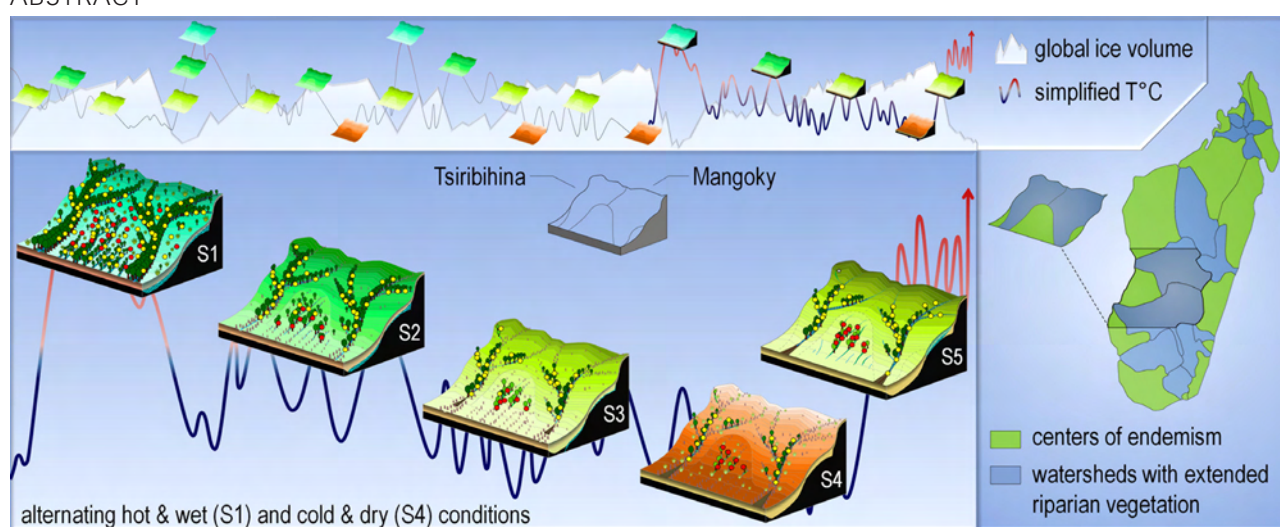 ABSTRACT
global ice volume
simplified T°C
Tsiribihina
Mangoky
S1
S2
S3
S4
S5
alternating hot & wet (S1) and cold & dry (S4) conditions
centers of endemism
watersheds with extended
riparian vegetation